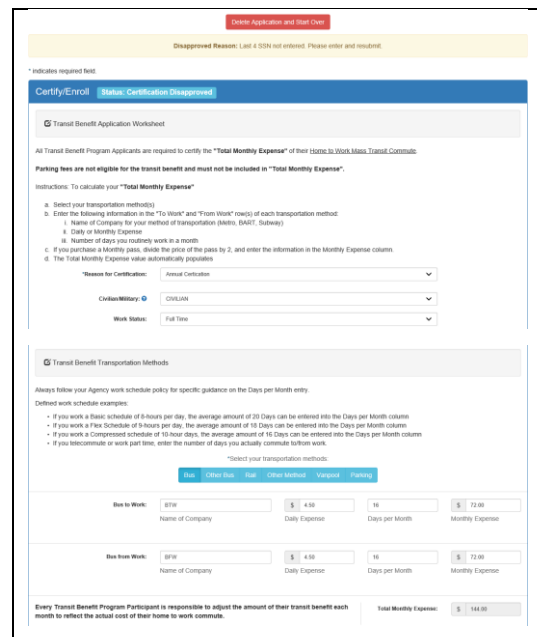 Delete Application and Start Over
Disapproved Reason: Last 4 SSN not entered. Please enter and resubmit.
* indicates required field.
Certify/Enroll Status: Certification Disapproved
Transit Benefit Application Worksheet
All Transit Benefit Program Applicants are required to certify the "Total Monthly Expense" of their Home to Work Mass Transit Commute.
Parking fees are not eligible for the transit benefit and must not be included in "Total Monthly Expense".
Instructions: To calculate your "Total Monthly Expense"
a. Select your transportation method(s)
b. Enter the following information in the "To Work" and "From Work" row(s) of each transportation method:
i. Name of Company for your method of transportation (Metro, BART, Subway)
ii. Daily or Monthly Expense
iii. Number of days you routinely work in a month
c. If you purchase a Monthly pass, divide the price of the pass by 2, and enter the information in the Monthly Expense column.
d. The Total Monthly Expense value automatically populates
*Reason for Certification: Annual Certication
Civilian/Military: CIVILIAN
Work Status: Full Time
Transit Benefit Transportation Methods
Always follow your Agency work schedule policy for specific guidance on the Days per Month entry.
Defined work schedule examples:
• If you work a Basic schedule of 8-hours per day, the average amount of 20 Days can be entered into the Days per Month column
• If you work a Flex Schedule of 9-hours per day, the average amount of 18 Days can be entered into the Days per Month column
• If you work a Compressed schedule of 10-hour days, the average amount of 16 Days can be entered into the Days per Month column
• If you telecommute or work part time, enter the number of days you actually commute to/from work.
*Select your transportation methods:
Bus Other Bus Rail Other Method Vanpool Parking
Bus to Work: BTW $ 4.50 16 $ 72.00
Name of Company Daily Expense Days per Month Monthly Expense
Bus from Work: BFW $ 4.50 16 $ 72.00
Name of Company Daily Expense Days per Month Monthly Expense
Every Transit Benefit Program Participant is responsible to adjust the amount of their transit benefit each Total Monthly Expense: $ 144.00
month to reflect the actual cost of their home to work commute.